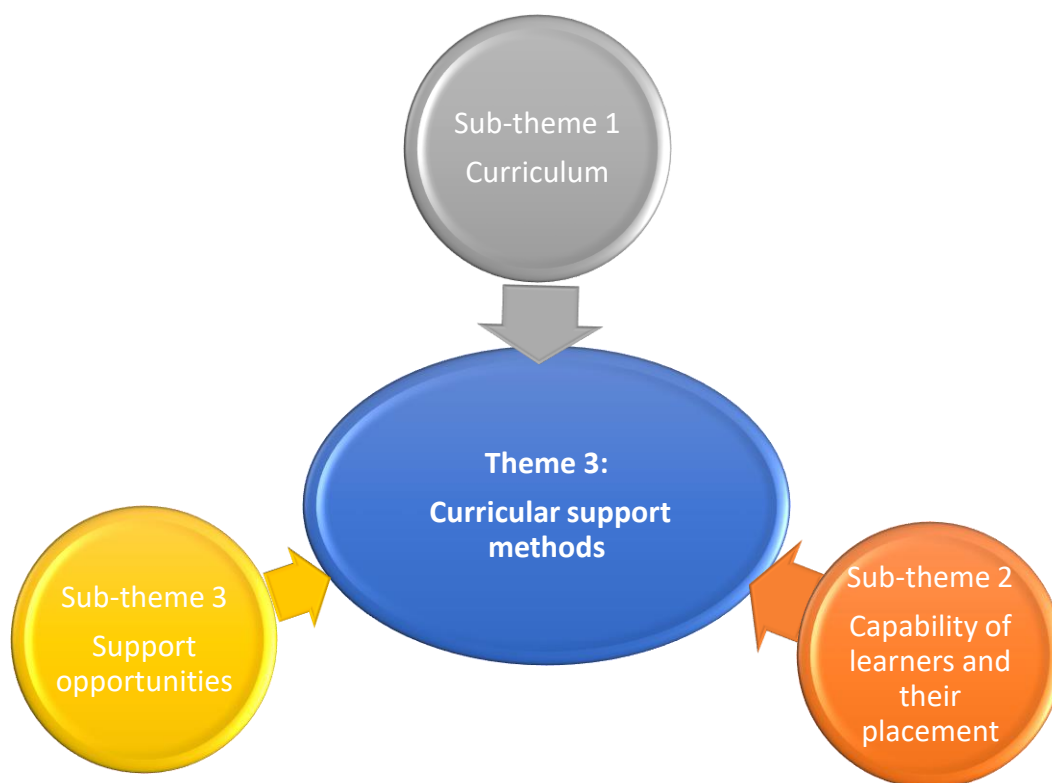 Sub-theme 1
Curriculum
Theme 3:
Curricular support
methods
Sub-theme 3
Support
opportunities
Sub-theme 2
Capability of
learners and
their
placement